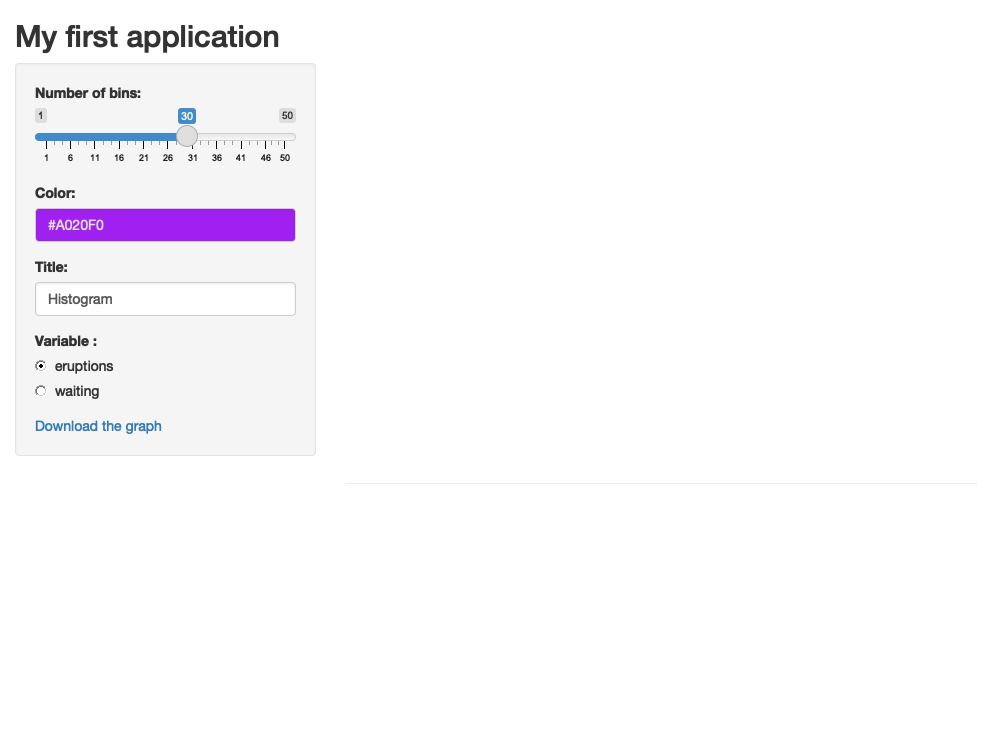 My first application
Number of bins:
1 30 50
1 6 11 16 21 26 31 36 41 46 50
Color:
#A020F0
Title:
Histogram
Variable :
eruptions
waiting
Download the graph